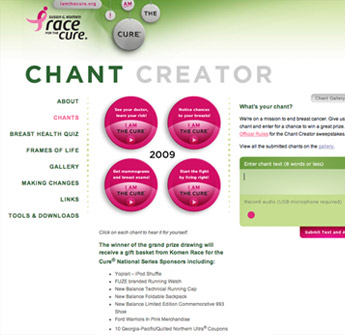 iamthecure.org
I AM THE CURE®
SUSAN G. KOMEN
race
FOR THE cure.
CHANT CREATOR
ABOUT
CHANTS
BREAST HEALTH QUIZ
FRAMES OF LIFE
GALLERY
MAKING CHANGES
LINKS
TOOLS & DOWNLOADS
See your doctor,
learn your risk!
I AM
THE CURE
Notice chances
to your breasts!
I AM
THE CURE
2009
Get mammograms
and breast exams!
I AM
THE CURE
Start the fight
by living right!
I AM
THE CURE
Click on each chant to hear it for yourself.
The winner of the grand prize drawing will
receive a gift basket from Komen Race for the
Cure® National Series Sponsors including:
• Yoplait – iPod Shuffle
• FUZE branded Running Watch
• New Balance Technical Running Cap
• New Balance Foldable Backpack
• New Balance Limited Edition Commemorative 993
Shoe
• Ford Warriors in Pink Merchandise
• 10 Georgia-Pacific/Quilted Northern Ultra® Coupons
Chant Gallery
What's your chant?
We're on a mission to end breast cancer. Give us
chant and enter for a chance to win a great prize.
Official Rules for the Chant Creator sweepstakes
View all the submitted chants on the gallery.
Enter chant text (8 words or less)
Record audio (USB microphone required)
Submit Text and A